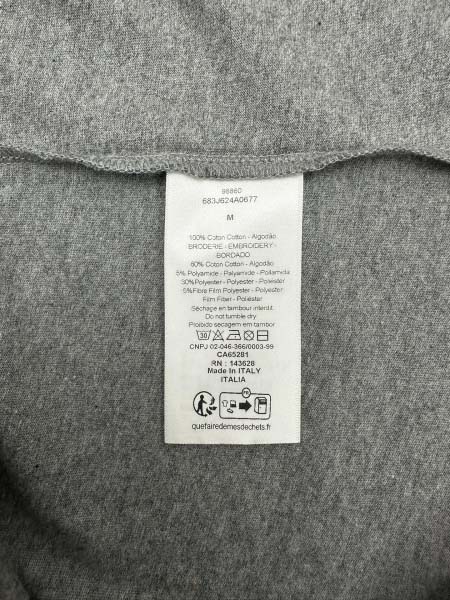 98860
683J624A0677
M
100% Coton Cotton - Algodão
BRODERIE - EMBROIDERY -
BORDADO
60% Coton Cotton - Algodão
5% Polyamide - Polyamide - Poliamida
30%Polyester - Polyester - Poliester
5%Fibre Film Polyester - Polyester
Film Fiber - Poliester
Séchage en tambour interdit
Do not tumble dry
Proibido secagem em tambor
30
CNPJ 02-046-366/0003-99
CA65281
RN : 143628
Made In ITALY
ITALIA
FR
quefairedemesdechets.fr